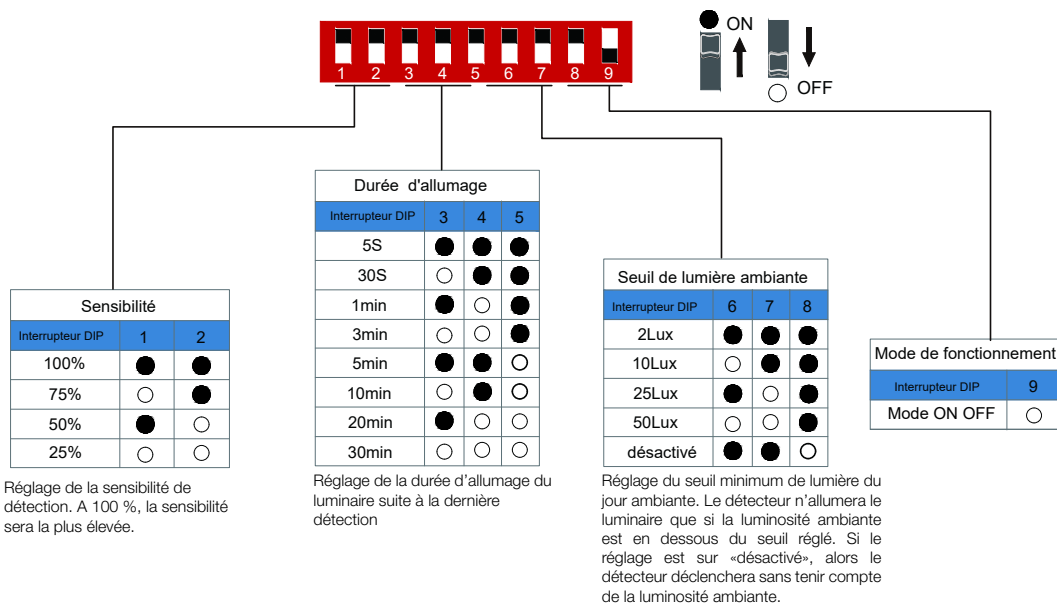 ON
OFF
1 2 3 4 5 6 7 8 9
Sensibilité
Interrupteur DIP 1 2
100%
75%
50%
25%
Réglage de la sensibilité de
détection. A 100 %, la sensibilité
sera la plus élevée.
Durée d'allumage
Interrupteur DIP 3 4 5
5S
30S
1min
3min
5min
10min
20min
30min
Réglage de la durée d’allumage du
luminaire suite à la dernière
détection
Seuil de lumière ambiante
Interrupteur DIP 6 7 8
2Lux
10Lux
25Lux
50Lux
désactivé
Réglage du seuil minimum de lumière du
jour ambiante. Le détecteur n’allumera le
luminaire que si la luminosité ambiante
est en dessous du seuil réglé. Si le
réglage est sur «désactivé», alors le
détecteur déclenchera sans tenir compte
de la luminosité ambiante.
Mode de fonctionnement
Interrupteur DIP 9
Mode ON OFF